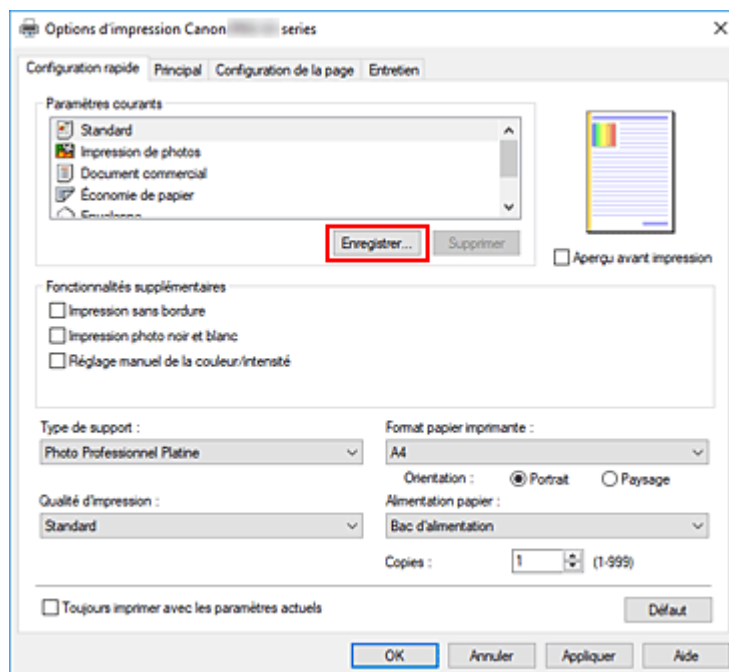 Options d'impression Canon series
Configuration rapide Principal Configuration de la page Entretien
Paramètres courants
Standard
Impression de photos
Document commercial
Économie de papier
Enregistrer... Supprimer
Aperçu avant impression
Fonctionnalités supplémentaires
Impression sans bordure
Impression photo noir et blanc
Réglage manuel de la couleur/intensité
Type de support : Format papier imprimante :
Photo Professionnel Platine A4
Orientation : Portrait Paysage
Qualité d'impression : Alimentation papier :
Standard Bac d'alimentation
Copies : 1 (1-999)
Toujours imprimer avec les paramètres actuels Défaut
OK Annuler Appliquer Aide